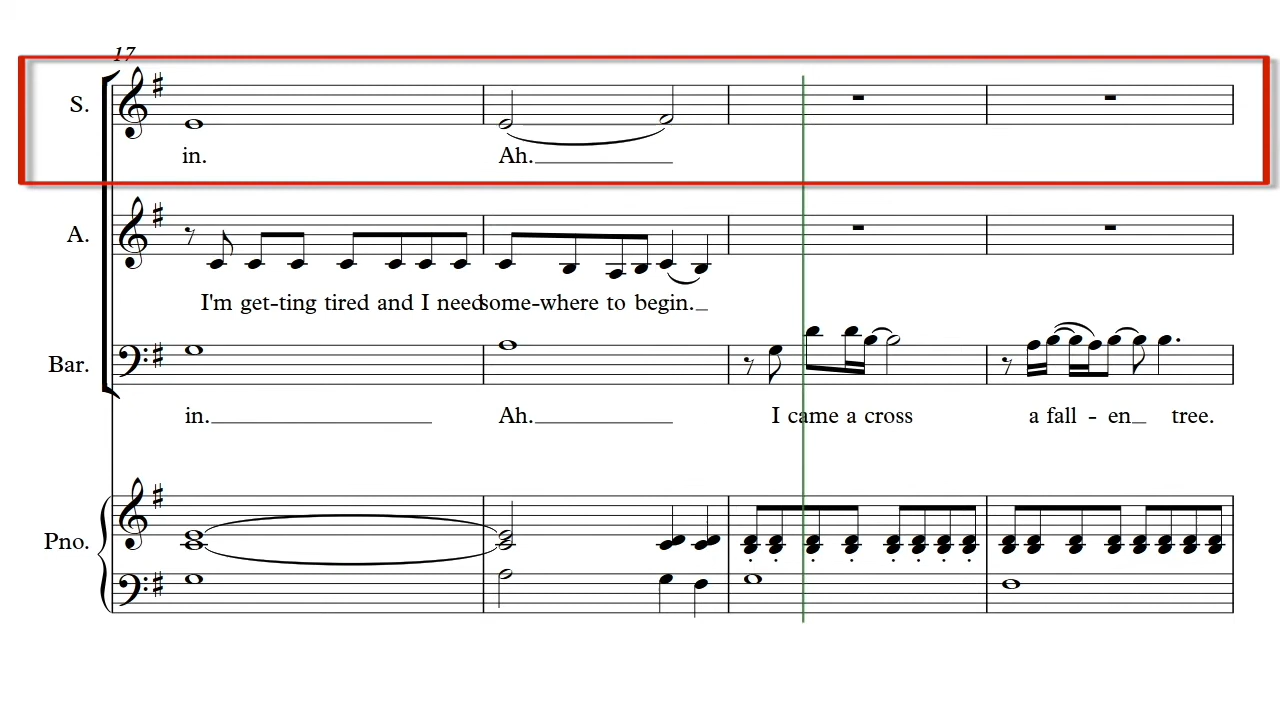 17
S.
in. Ah.
A.
I'm get-ting tired and I need some-where to begin.
Bar.
in. Ah. I came a cross a fall - en tree.
Pno.